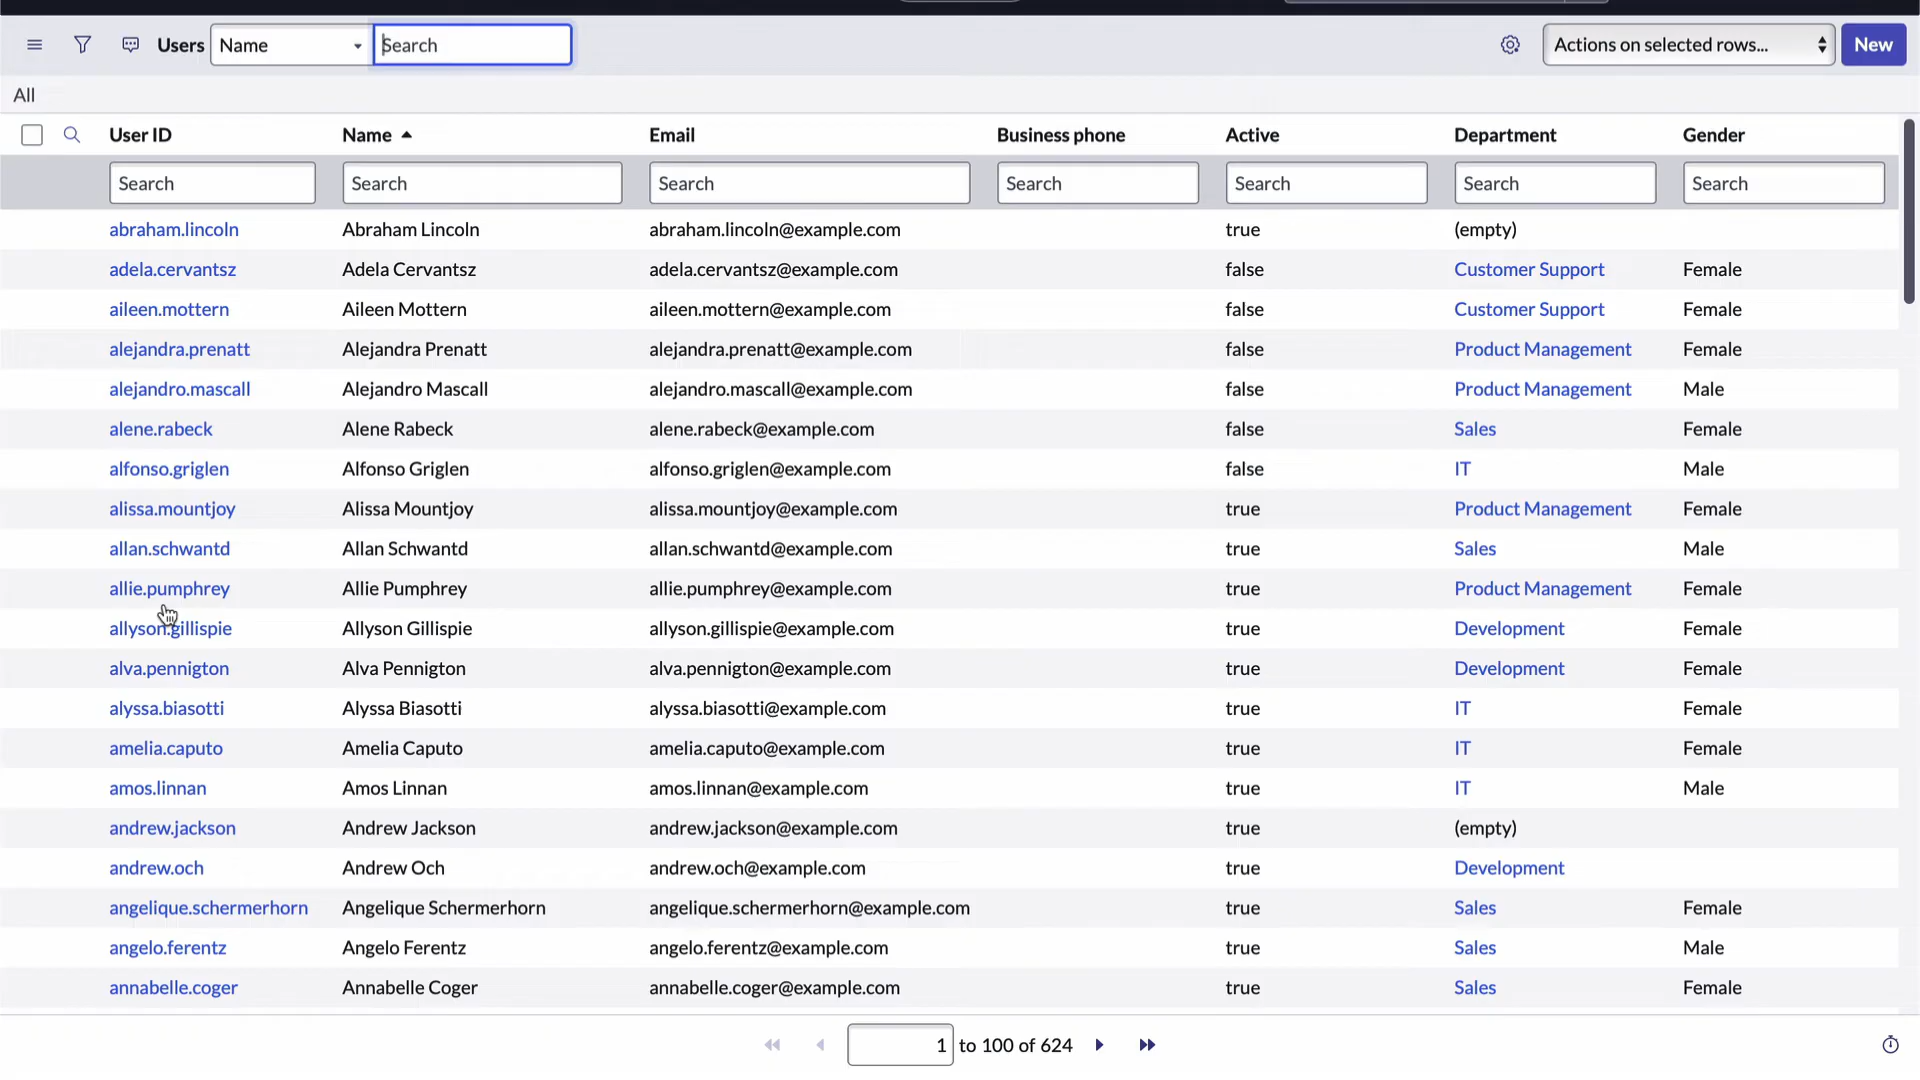 Users Name Search Actions on selected rows... New
All
User ID Name Email Business phone Active Department Gender
Search Search Search Search Search Search Search
abraham.lincoln Abraham Lincoln abraham.lincoln@example.com true (empty)
adela.cervantsz Adela Cervantsz adela.cervantsz@example.com false Customer Support Female
aileen.mottern Aileen Mottern aileen.mottern@example.com false Customer Support Female
alejandra.prenatt Alejandra Prenatt alejandra.prenatt@example.com false Product Management Female
alejandro.mascall Alejandro Mascall alejandro.mascall@example.com false Product Management Male
alene.rabeck Alene Rabeck alene.rabeck@example.com false Sales Female
alfonso.griglen Alfonso Griglen alfonso.griglen@example.com false IT Male
alissa.mountjoy Alissa Mountjoy alissa.mountjoy@example.com true Product Management Female
allan.schwantd Allan Schwantd allan.schwantd@example.com true Sales Male
allie.pumphrey Allie Pumphrey allie.pumphrey@example.com true Product Management Female
allyson.gillispie Allyson Gillispie allyson.gillispie@example.com true Development Female
alva.pennigton Alva Pennigton alva.pennigton@example.com true Development Female
alyssa.biasotti Alyssa Biasotti alyssa.biasotti@example.com true IT Female
amelia.caputo Amelia Caputo amelia.caputo@example.com true IT Female
amos.linnan Amos Linnan amos.linnan@example.com true IT Male
andrew.jackson Andrew Jackson andrew.jackson@example.com true (empty)
andrew.och Andrew Och andrew.och@example.com true Development
angelique.schermerhorn Angelique Schermerhorn angelique.schermerhorn@example.com true Sales Female
angelo.ferentz Angelo Ferentz angelo.ferentz@example.com true Sales Male
annabelle.coger Annabelle Coger annabelle.coger@example.com true Sales Female
1 to 100 of 624